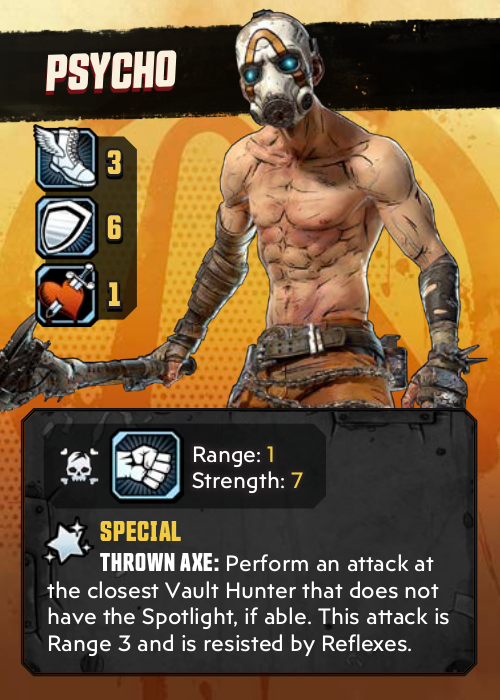 PSYCHO
3
6
1
Range: 1
Strength: 7
SPECIAL
THROWN AXE: Perform an attack at
the closest Vault Hunter that does not
have the Spotlight, if able. This attack is
Range 3 and is resisted by Reflexes.